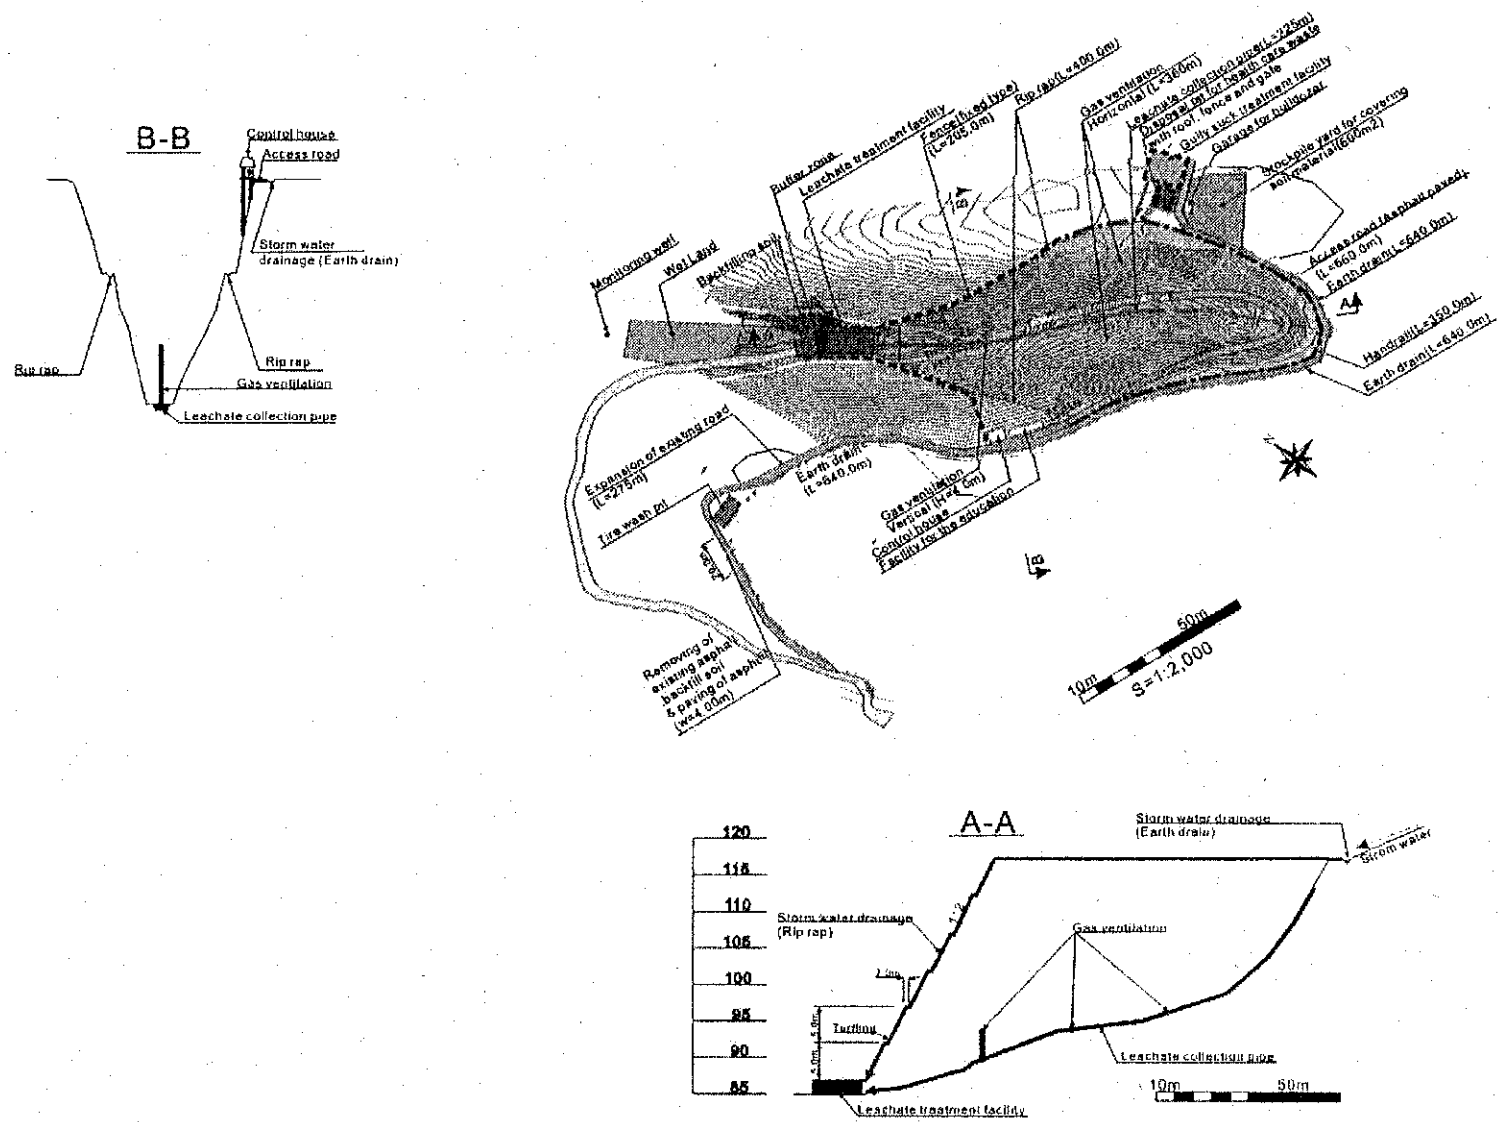 B-B
Control house
Access road
Storm water
drainage (Earth drain)
Rip rap
Rip rap
Gas ventilation
Leachate collection pipe
Monitoring well
Wet Land
Backfilling soil
Buffer zone
Leachate treatment facility
Fence(fixed type)
(L=205.0m)
B
Rip rap(L=400.0m)
Gas ventilation
Horizontal (L=360m)
Leachate collection pipe(L=225m)
Disposal pit for health care waste
with roof, fence and gate
Gully suck treatment facility
Garage for bulldozer
Stockpile yard for covering
soil material(600m2)
Access road (asphalt paved)
(L=660.0m)
Earth drain(L=640.0m)
A
Handrail(L=350.0m)
Earth drain(L=640.0m)
Expansion of existing road
(L=275m)
Tire wash pit
Earth drain
(L=640.0m)
Gas ventilation
Control house
Facility for the education
B
Removing of
existing asphalt,
backfill soil
& paving of asphalt
(w=4.00m)
10m
50m
S=1:2,000
A-A
120
115
110
105
100
95
90
85
Storm water drainage
(Earth drain)
Strom water
1:2
Storm water drainage
(Rip rap)
Gas ventilation
5.0m
5.0m
Turfing
Leachate collection pipe
Leachate treatment facility
10m
50m